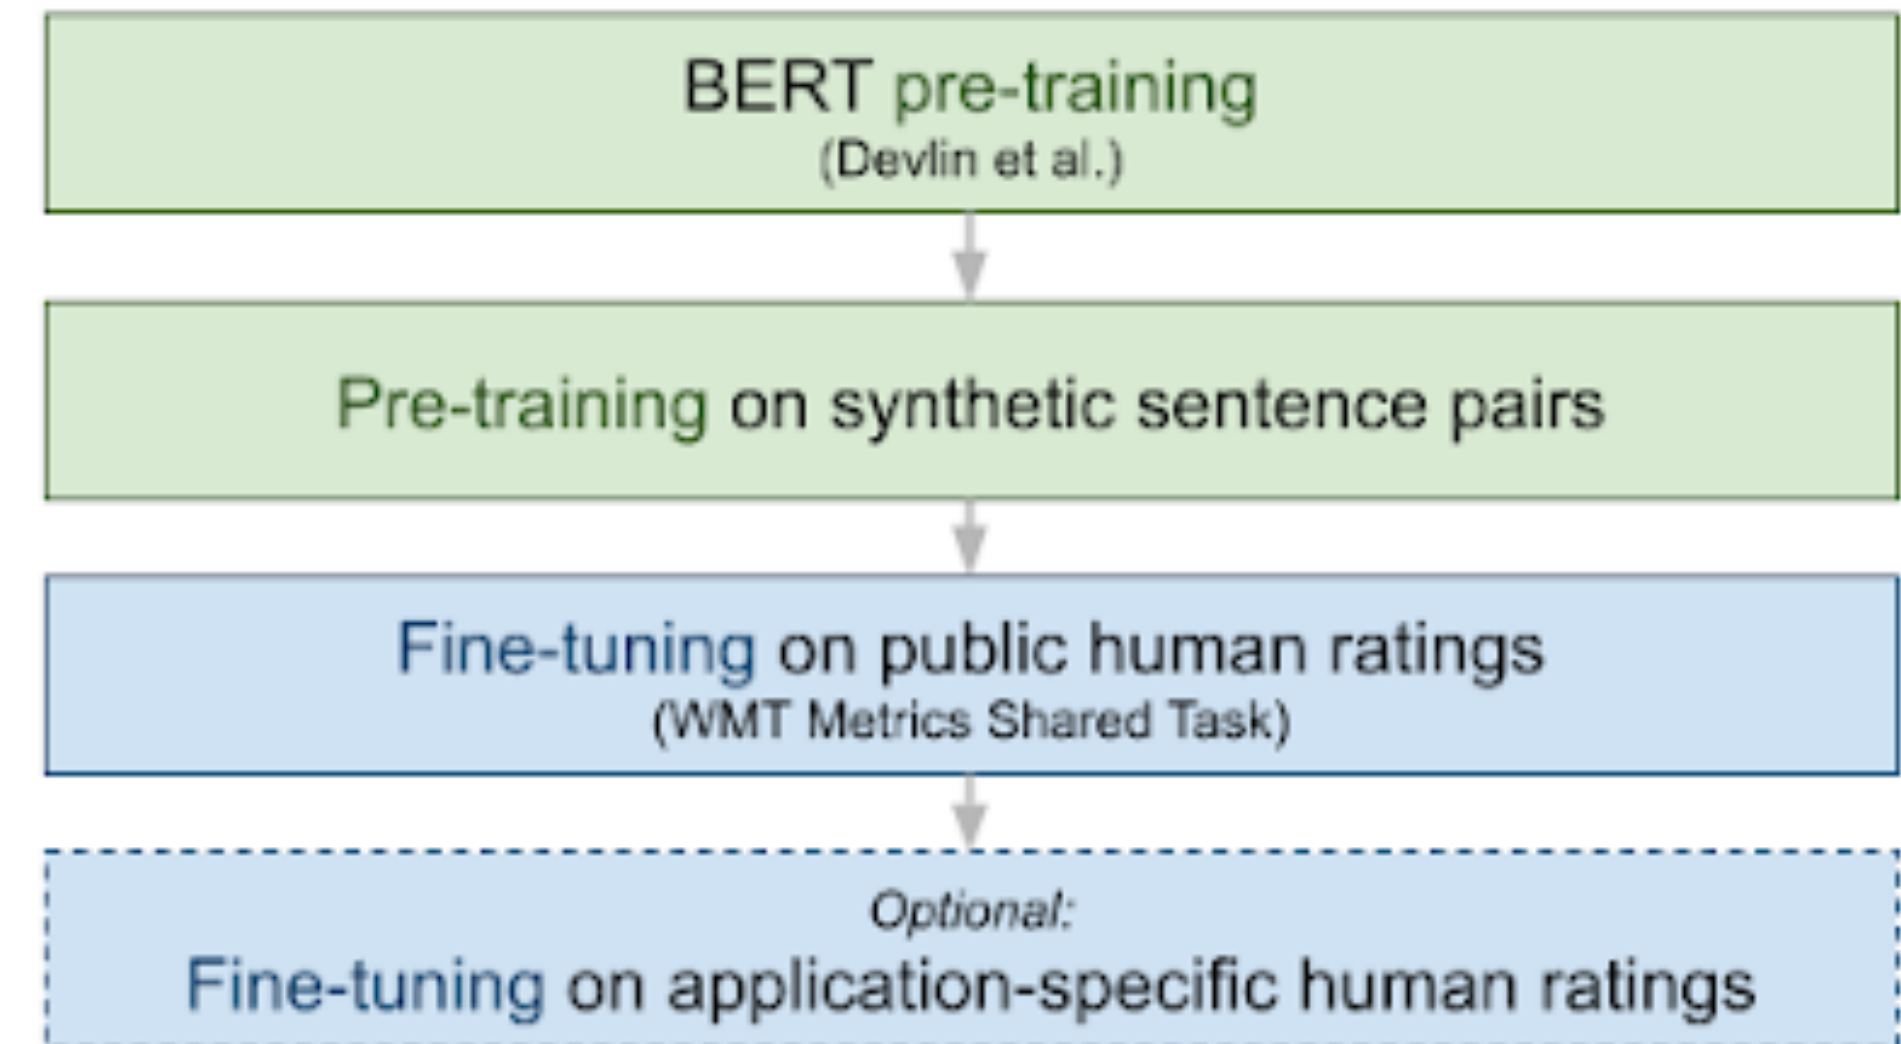 BERT pre-training
(Devlin et al.)
Pre-training on synthetic sentence pairs
Fine-tuning on public human ratings
(WMT Metrics Shared Task)
Optional:
Fine-tuning on application-specific human ratings